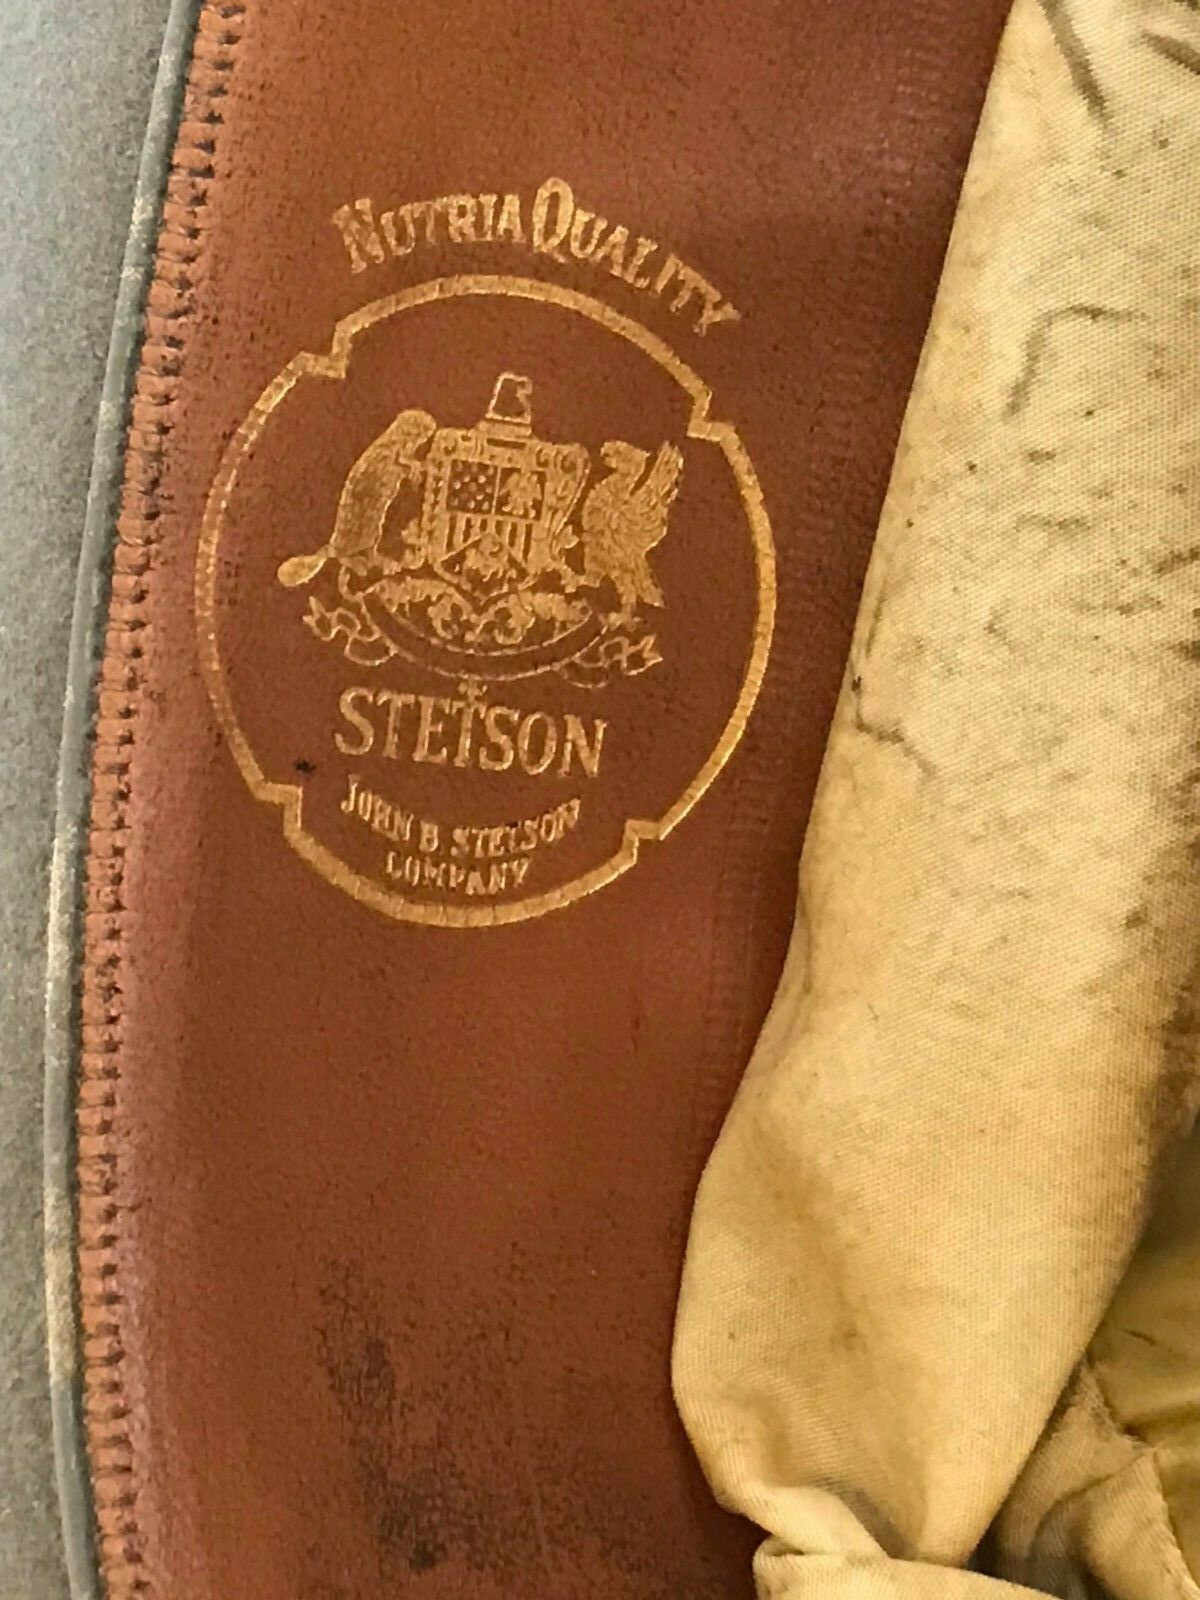 NUTRIA QUALITY
STETSON
JOHN B STETSON
COMPANY